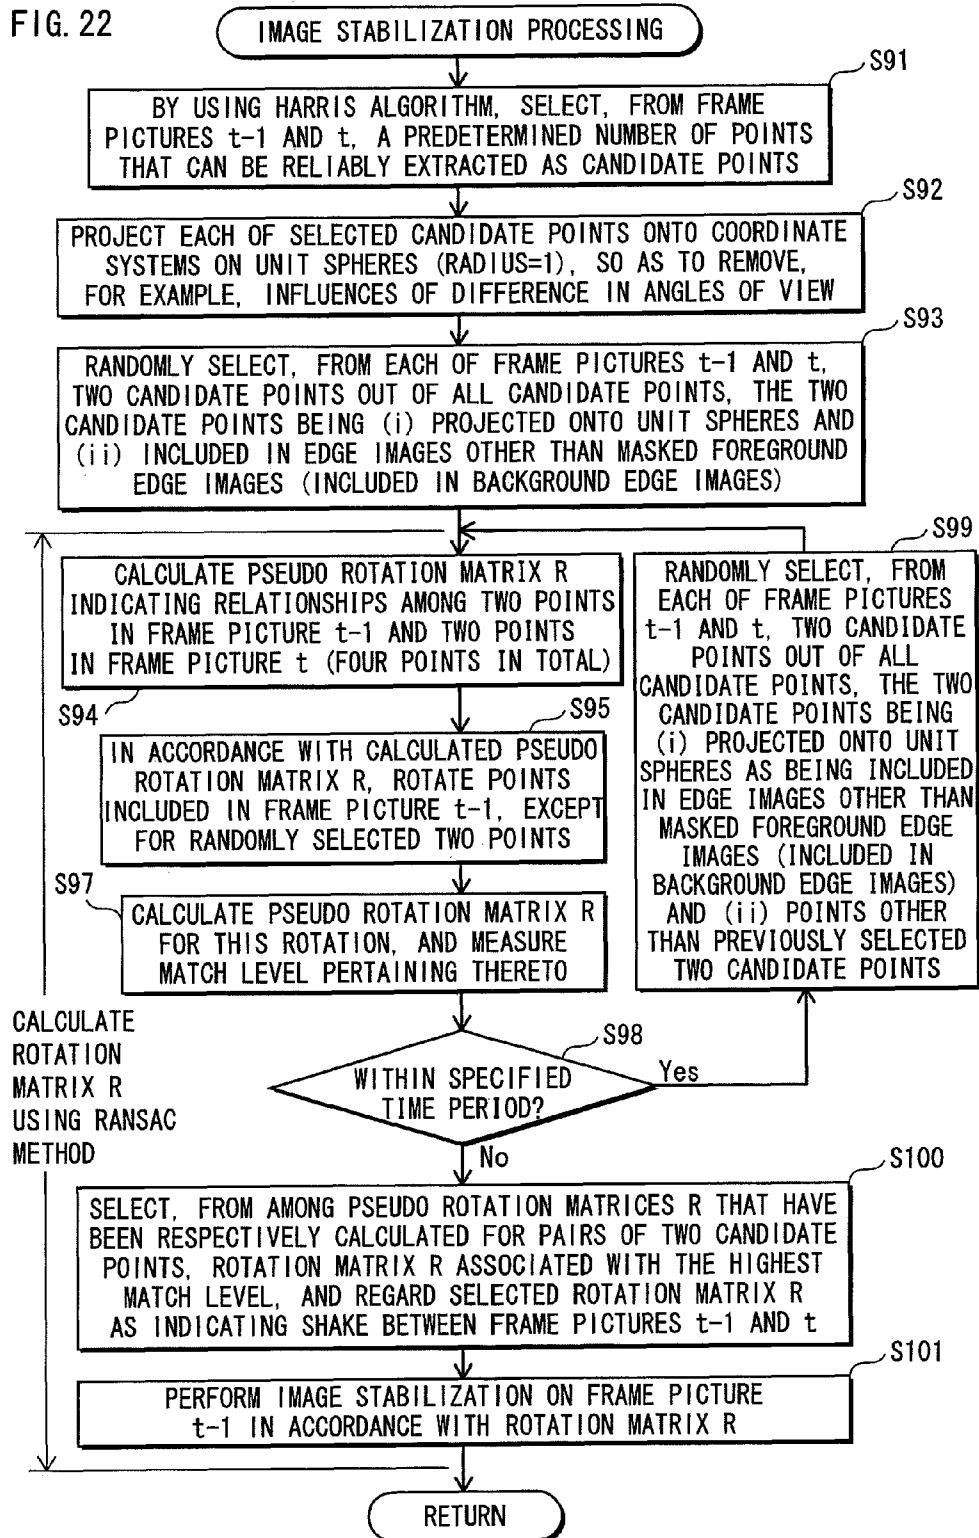 FIG. 22
IMAGE STABILIZATION PROCESSING
S91
BY USING HARRIS ALGORITHM, SELECT, FROM FRAME
PICTURES t-1 AND t, A PREDETERMINED NUMBER OF POINTS
THAT CAN BE RELIABLY EXTRACTED AS CANDIDATE POINTS
S92
PROJECT EACH OF SELECTED CANDIDATE POINTS ONTO COORDINATE
SYSTEMS ON UNIT SPHERES (RADIUS=1), SO AS TO REMOVE,
FOR EXAMPLE, INFLUENCES OF DIFFERENCE IN ANGLES OF VIEW
S93
RANDOMLY SELECT, FROM EACH OF FRAME PICTURES t-1 AND t,
TWO CANDIDATE POINTS OUT OF ALL CANDIDATE POINTS, THE TWO
CANDIDATE POINTS BEING (i) PROJECTED ONTO UNIT SPHERES AND
(ii) INCLUDED IN EDGE IMAGES OTHER THAN MASKED FOREGROUND
EDGE IMAGES (INCLUDED IN BACKGROUND EDGE IMAGES)
CALCULATE PSEUDO ROTATION MATRIX R
INDICATING RELATIONSHIPS AMONG TWO POINTS
IN FRAME PICTURE t-1 AND TWO POINTS
IN FRAME PICTURE t (FOUR POINTS IN TOTAL)
S94
S95
IN ACCORDANCE WITH CALCULATED PSEUDO
ROTATION MATRIX R, ROTATE POINTS
INCLUDED IN FRAME PICTURE t-1, EXCEPT
FOR RANDOMLY SELECTED TWO POINTS
S97
CALCULATE PSEUDO ROTATION MATRIX R
FOR THIS ROTATION, AND MEASURE
MATCH LEVEL PERTAINING THERETO
S98
WITHIN SPECIFIED
TIME PERIOD?
Yes
No
S99
RANDOMLY SELECT, FROM
EACH OF FRAME PICTURES
t-1 AND t, TWO CANDIDATE
POINTS OUT OF ALL
CANDIDATE POINTS, THE TWO
CANDIDATE POINTS BEING
(i) PROJECTED ONTO UNIT
SPHERES AS BEING INCLUDED
IN EDGE IMAGES OTHER THAN
MASKED FOREGROUND EDGE
IMAGES (INCLUDED IN
BACKGROUND EDGE IMAGES)
AND (ii) POINTS OTHER
THAN PREVIOUSLY SELECTED
TWO CANDIDATE POINTS
CALCULATE
ROTATION
MATRIX R
USING RANSAC
METHOD
S100
SELECT, FROM AMONG PSEUDO ROTATION MATRICES R THAT HAVE
BEEN RESPECTIVELY CALCULATED FOR PAIRS OF TWO CANDIDATE
POINTS, ROTATION MATRIX R ASSOCIATED WITH THE HIGHEST
MATCH LEVEL, AND REGARD SELECTED ROTATION MATRIX R
AS INDICATING SHAKE BETWEEN FRAME PICTURES t-1 AND t
S101
PERFORM IMAGE STABILIZATION ON FRAME PICTURE
t-1 IN ACCORDANCE WITH ROTATION MATRIX R
RETURN